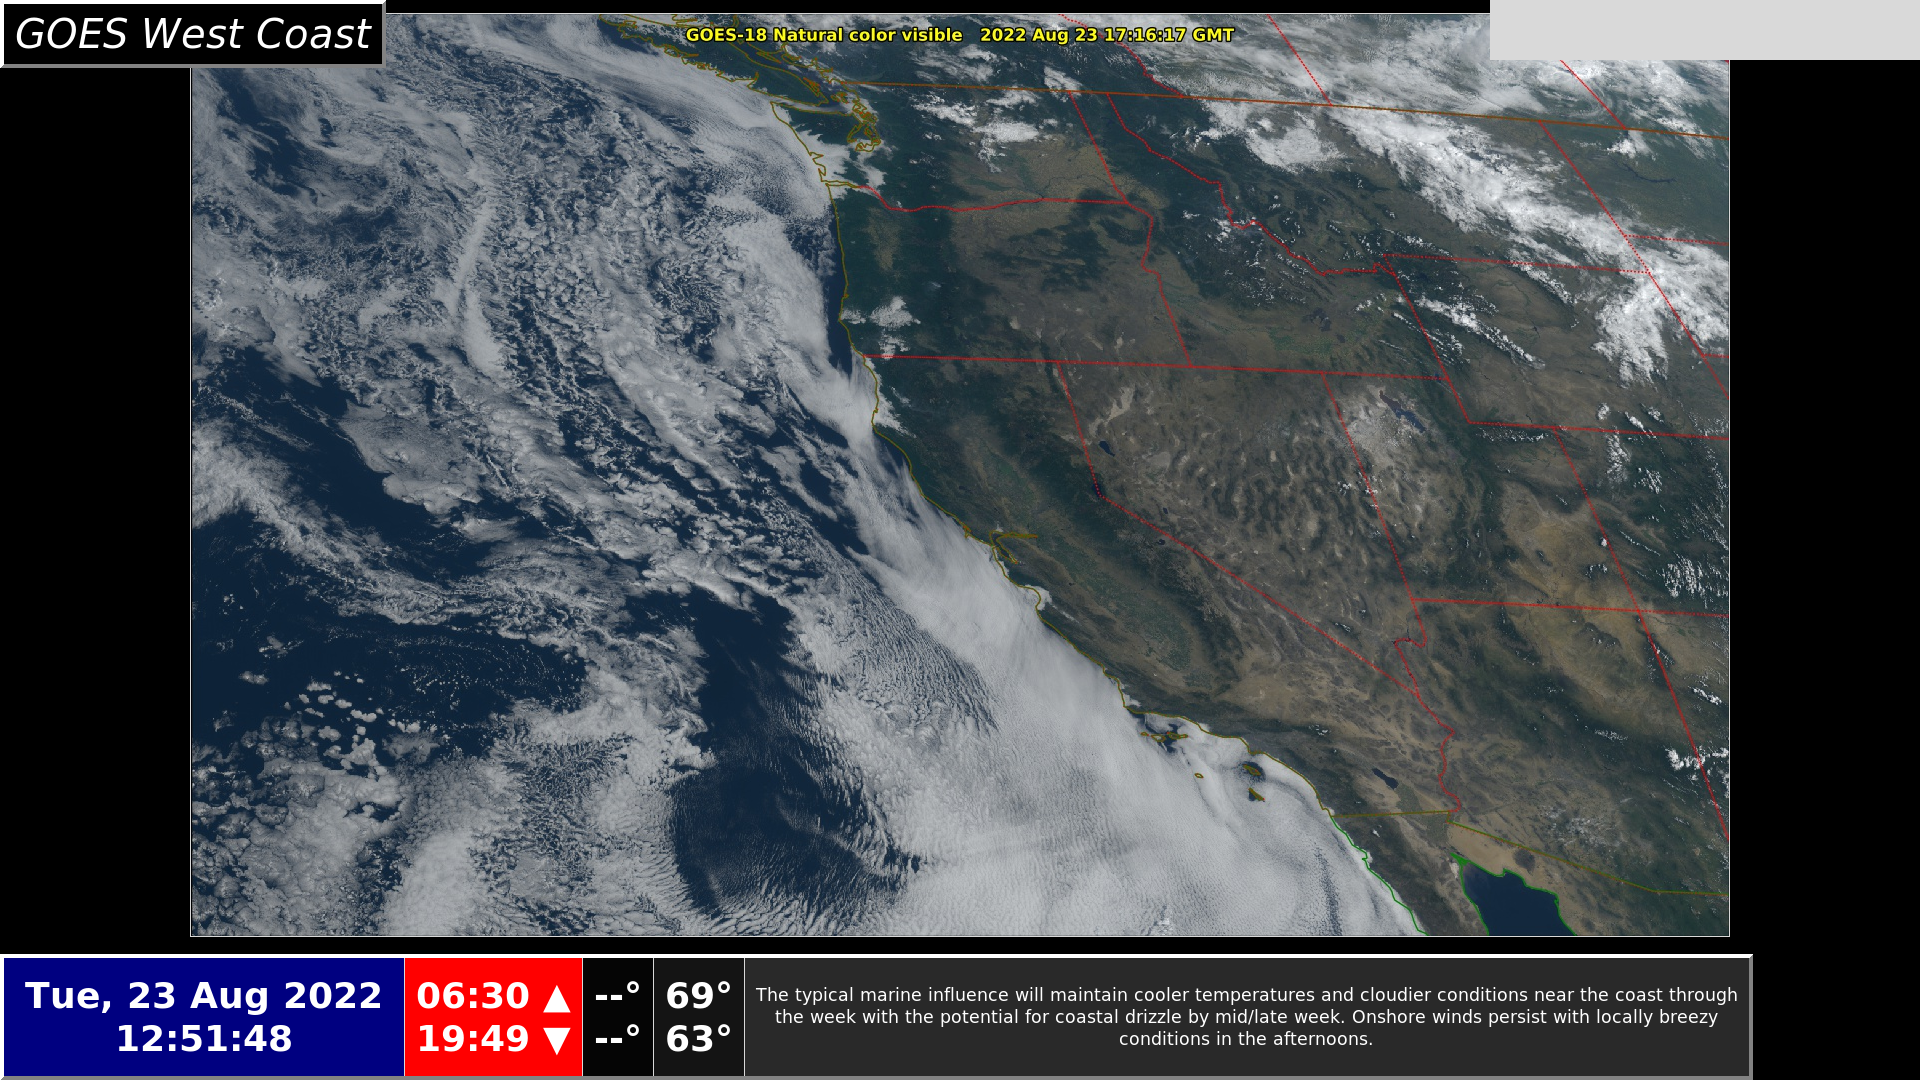 GOES West Coast
GOES-18 Natural color visible 2022 Aug 23 17:16:17 GMT
Tue, 23 Aug 2022
12:51:48
06:30 ▲
19:49 ▼
--°
--°
69°
63°
The typical marine influence will maintain cooler temperatures and cloudier conditions near the coast through
the week with the potential for coastal drizzle by mid/late week. Onshore winds persist with locally breezy
conditions in the afternoons.